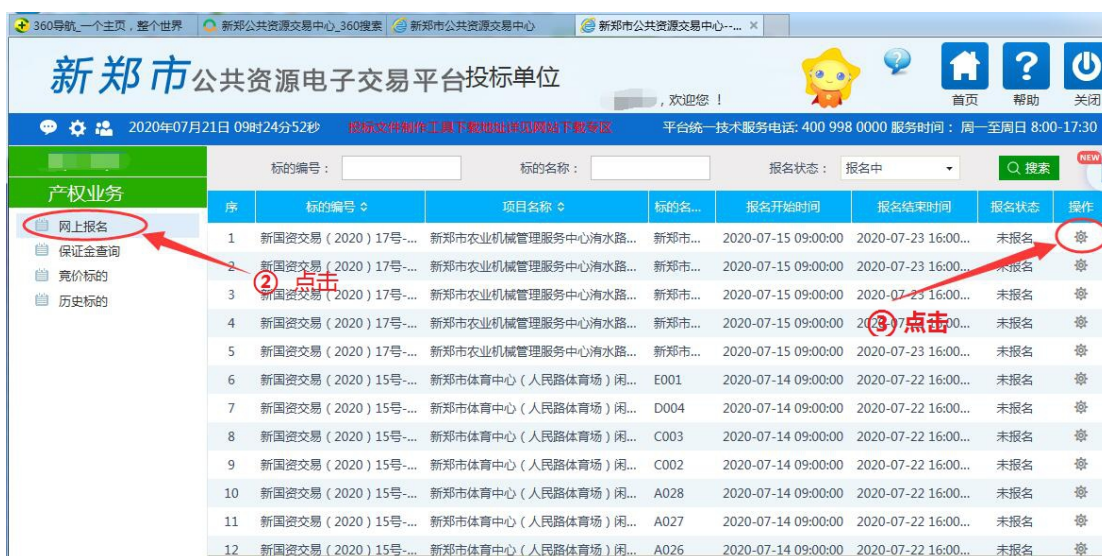 360导航_一个主页，整个世界 新郑公共资源交易中心_360搜索 新郑市公共资源交易中心 新郑市公共资源交易中心--... ×
新郑市公共资源电子交易平台投标单位
，欢迎您 ！
首页 帮助 关闭
2020年07月21日 09时24分52秒 投标文件制作工具下载地址详见网站下载专区 平台统一技术服务电话: 400 998 0000 服务时间： 周一至周日 8:00-17:30
标的编号： 标的名称： 报名状态： 报名中 搜索 NEW
产权业务
网上报名
保证金查询
竞价标的
历史标的
② 点击
③ 点击
序 标的编号 项目名称 标的名... 报名开始时间 报名结束时间 报名状态 操作
1 新国资交易（2020）17号-... 新郑市农业机械管理服务中心洧水路... 新郑市... 2020-07-15 09:00:00 2020-07-23 16:00... 未报名
2 新国资交易（2020）17号-... 新郑市农业机械管理服务中心洧水路... 新郑市... 2020-07-15 09:00:00 2020-07-23 16:00... 未报名
3 新国资交易（2020）17号-... 新郑市农业机械管理服务中心洧水路... 新郑市... 2020-07-15 09:00:00 2020-07-23 16:00... 未报名
4 新国资交易（2020）17号-... 新郑市农业机械管理服务中心洧水路... 新郑市... 2020-07-15 09:00:00 2020-07-23 16:00... 未报名
5 新国资交易（2020）17号-... 新郑市农业机械管理服务中心洧水路... 新郑市... 2020-07-15 09:00:00 2020-07-23 16:00... 未报名
6 新国资交易（2020）15号-... 新郑市体育中心（人民路体育场）闲... E001 2020-07-14 09:00:00 2020-07-22 16:00... 未报名
7 新国资交易（2020）15号-... 新郑市体育中心（人民路体育场）闲... D004 2020-07-14 09:00:00 2020-07-22 16:00... 未报名
8 新国资交易（2020）15号-... 新郑市体育中心（人民路体育场）闲... C003 2020-07-14 09:00:00 2020-07-22 16:00... 未报名
9 新国资交易（2020）15号-... 新郑市体育中心（人民路体育场）闲... C002 2020-07-14 09:00:00 2020-07-22 16:00... 未报名
10 新国资交易（2020）15号-... 新郑市体育中心（人民路体育场）闲... A028 2020-07-14 09:00:00 2020-07-22 16:00... 未报名
11 新国资交易（2020）15号-... 新郑市体育中心（人民路体育场）闲... A027 2020-07-14 09:00:00 2020-07-22 16:00... 未报名
12 新国资交易（2020）15号-... 新郑市体育中心（人民路体育场）闲... A026 2020-07-14 09:00:00 2020-07-22 16:00... 未报名